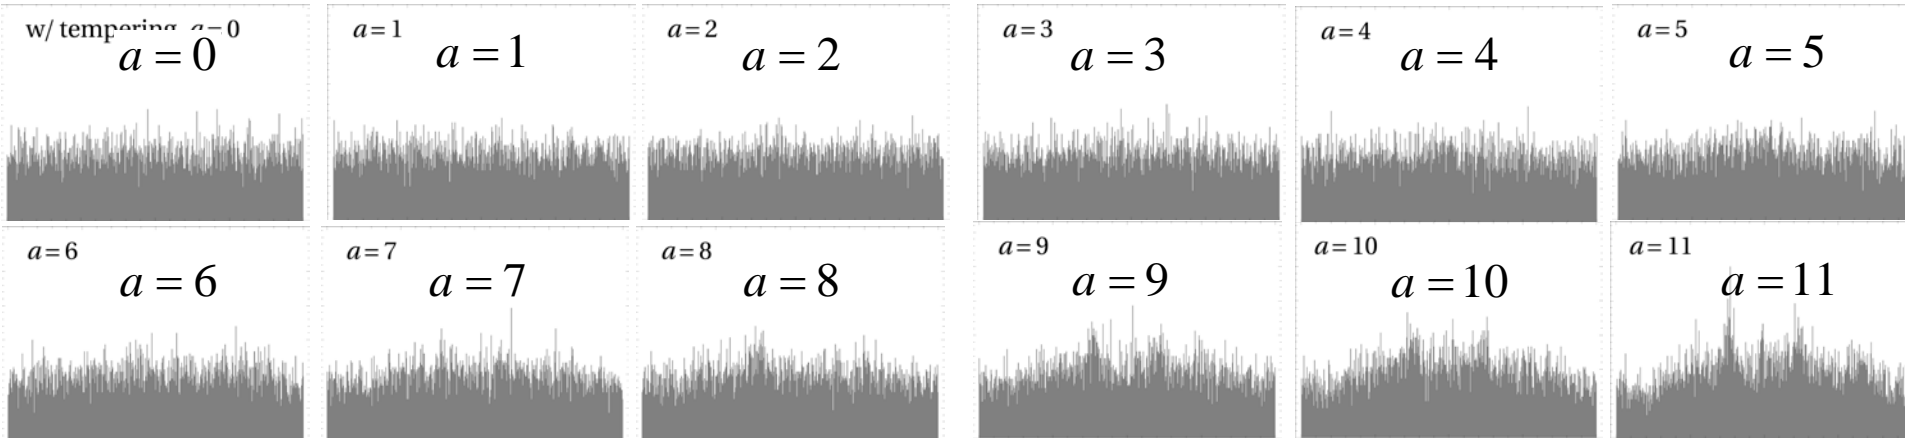 w/ tempering a=0
a = 0
a=1
a = 1
a=2
a = 2
a=3
a = 3
a=4
a = 4
a=5
a = 5
a=6
a = 6
a=7
a = 7
a=8
a = 8
a=9
a = 9
a=10
a = 10
a=11
a = 11